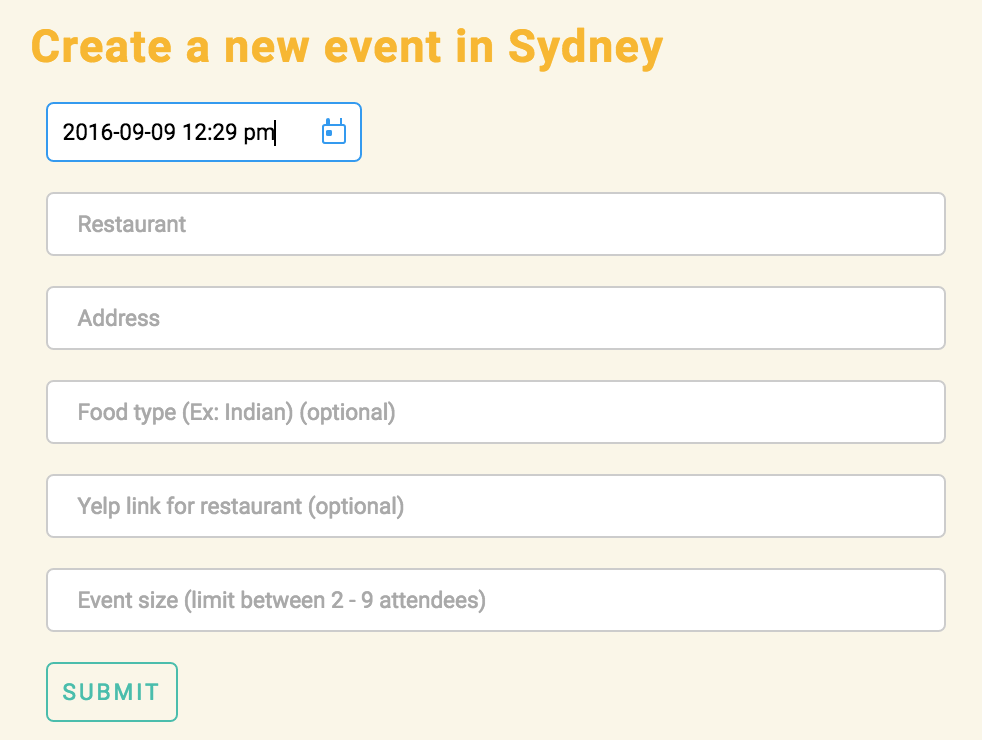 Create a new event in Sydney
2016-09-09 12:29 pm
Restaurant
Address
Food type (Ex: Indian) (optional)
Yelp link for restaurant (optional)
Event size (limit between 2 - 9 attendees)
SUBMIT